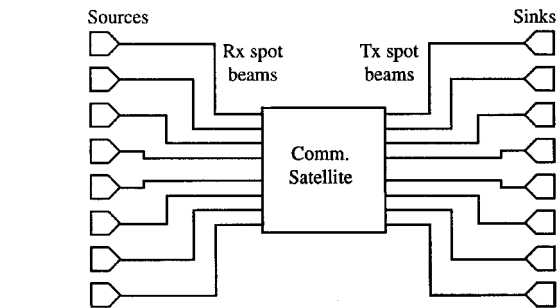 Sources
Sinks
Rx spot
beams
Tx spot
beams
Comm.
Satellite